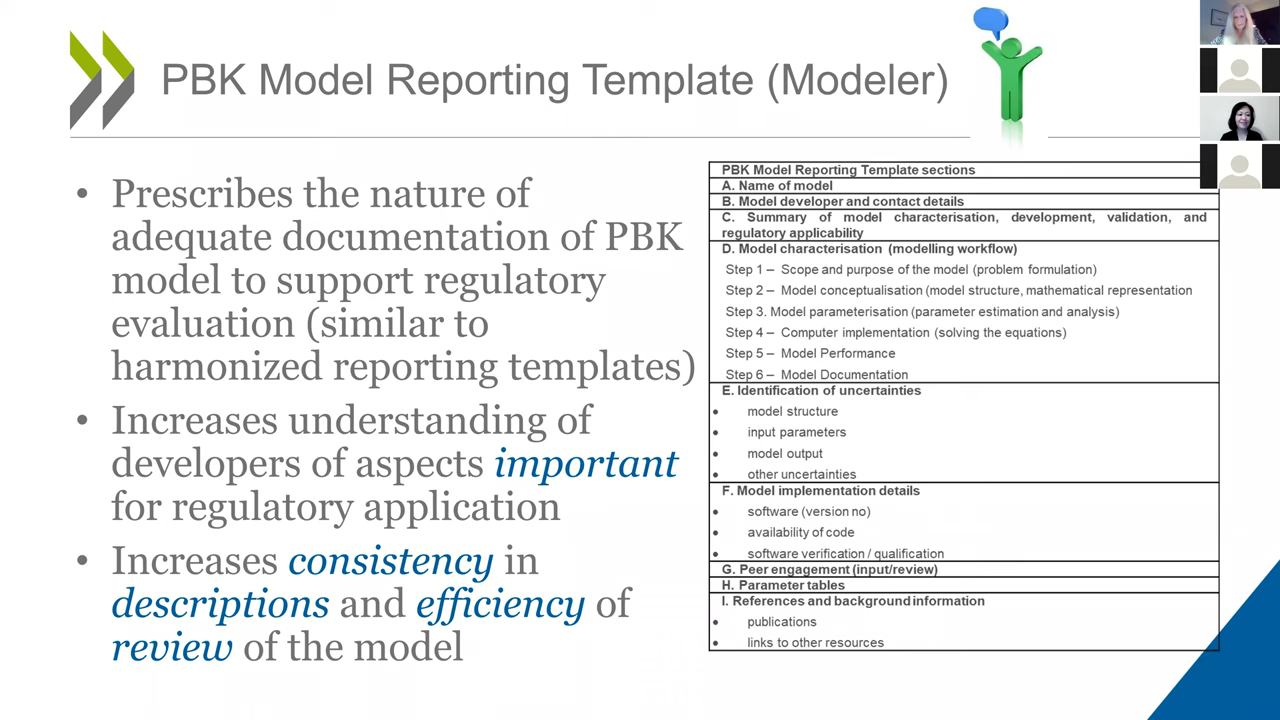 PBK Model Reporting Template (Modeler)
• Prescribes the nature of
adequate documentation of PBK
model to support regulatory
evaluation (similar to
harmonized reporting templates)
• Increases understanding of
developers of aspects important
for regulatory application
• Increases consistency in
descriptions and efficiency of
review of the model
PBK Model Reporting Template sections
A. Name of model
B. Model developer and contact details
C. Summary of model characterisation, development, validation, and
regulatory applicability
D. Model characterisation (modelling workflow)
Step 1 – Scope and purpose of the model (problem formulation)
Step 2 – Model conceptualisation (model structure, mathematical representation
Step 3. Model parameterisation (parameter estimation and analysis)
Step 4 – Computer implementation (solving the equations)
Step 5 – Model Performance
Step 6 – Model Documentation
E. Identification of uncertainties
• model structure
• input parameters
• model output
• other uncertainties
F. Model implementation details
• software (version no)
• availability of code
• software verification / qualification
G. Peer engagement (input/review)
H. Parameter tables
I. References and background information
• publications
• links to other resources